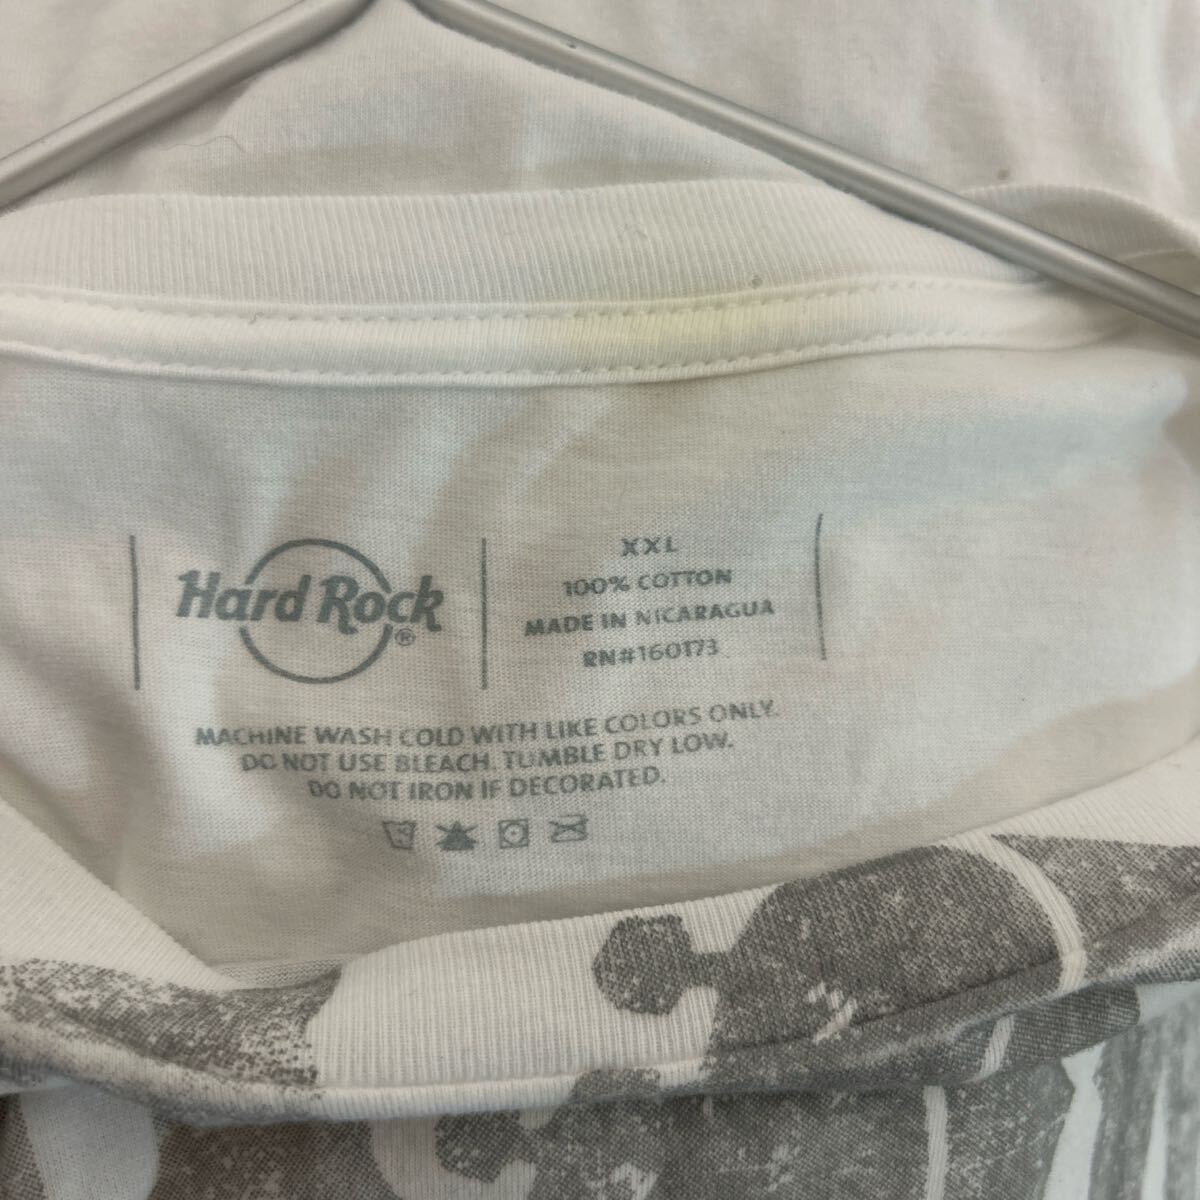 Hard Rock®
XXL
100% COTTON
MADE IN NICARAGUA
RN#160173
MACHINE WASH COLD WITH LIKE COLORS ONLY.
DO NOT USE BLEACH. TUMBLE DRY LOW.
DO NOT IRON IF DECORATED.